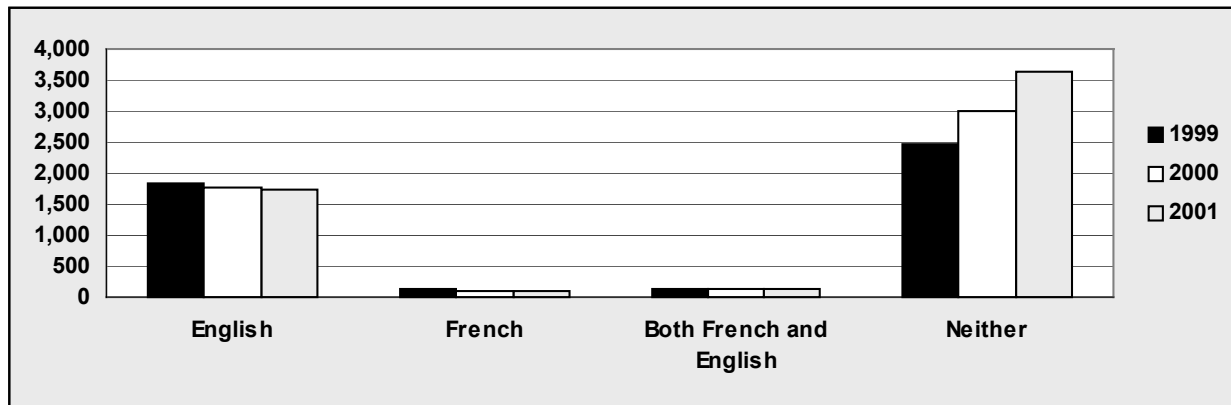 4,000
3,500
3,000
2,500
2,000
1,500
1,000
500
0
English
French
Both French and
English
Neither
1999
2000
2001